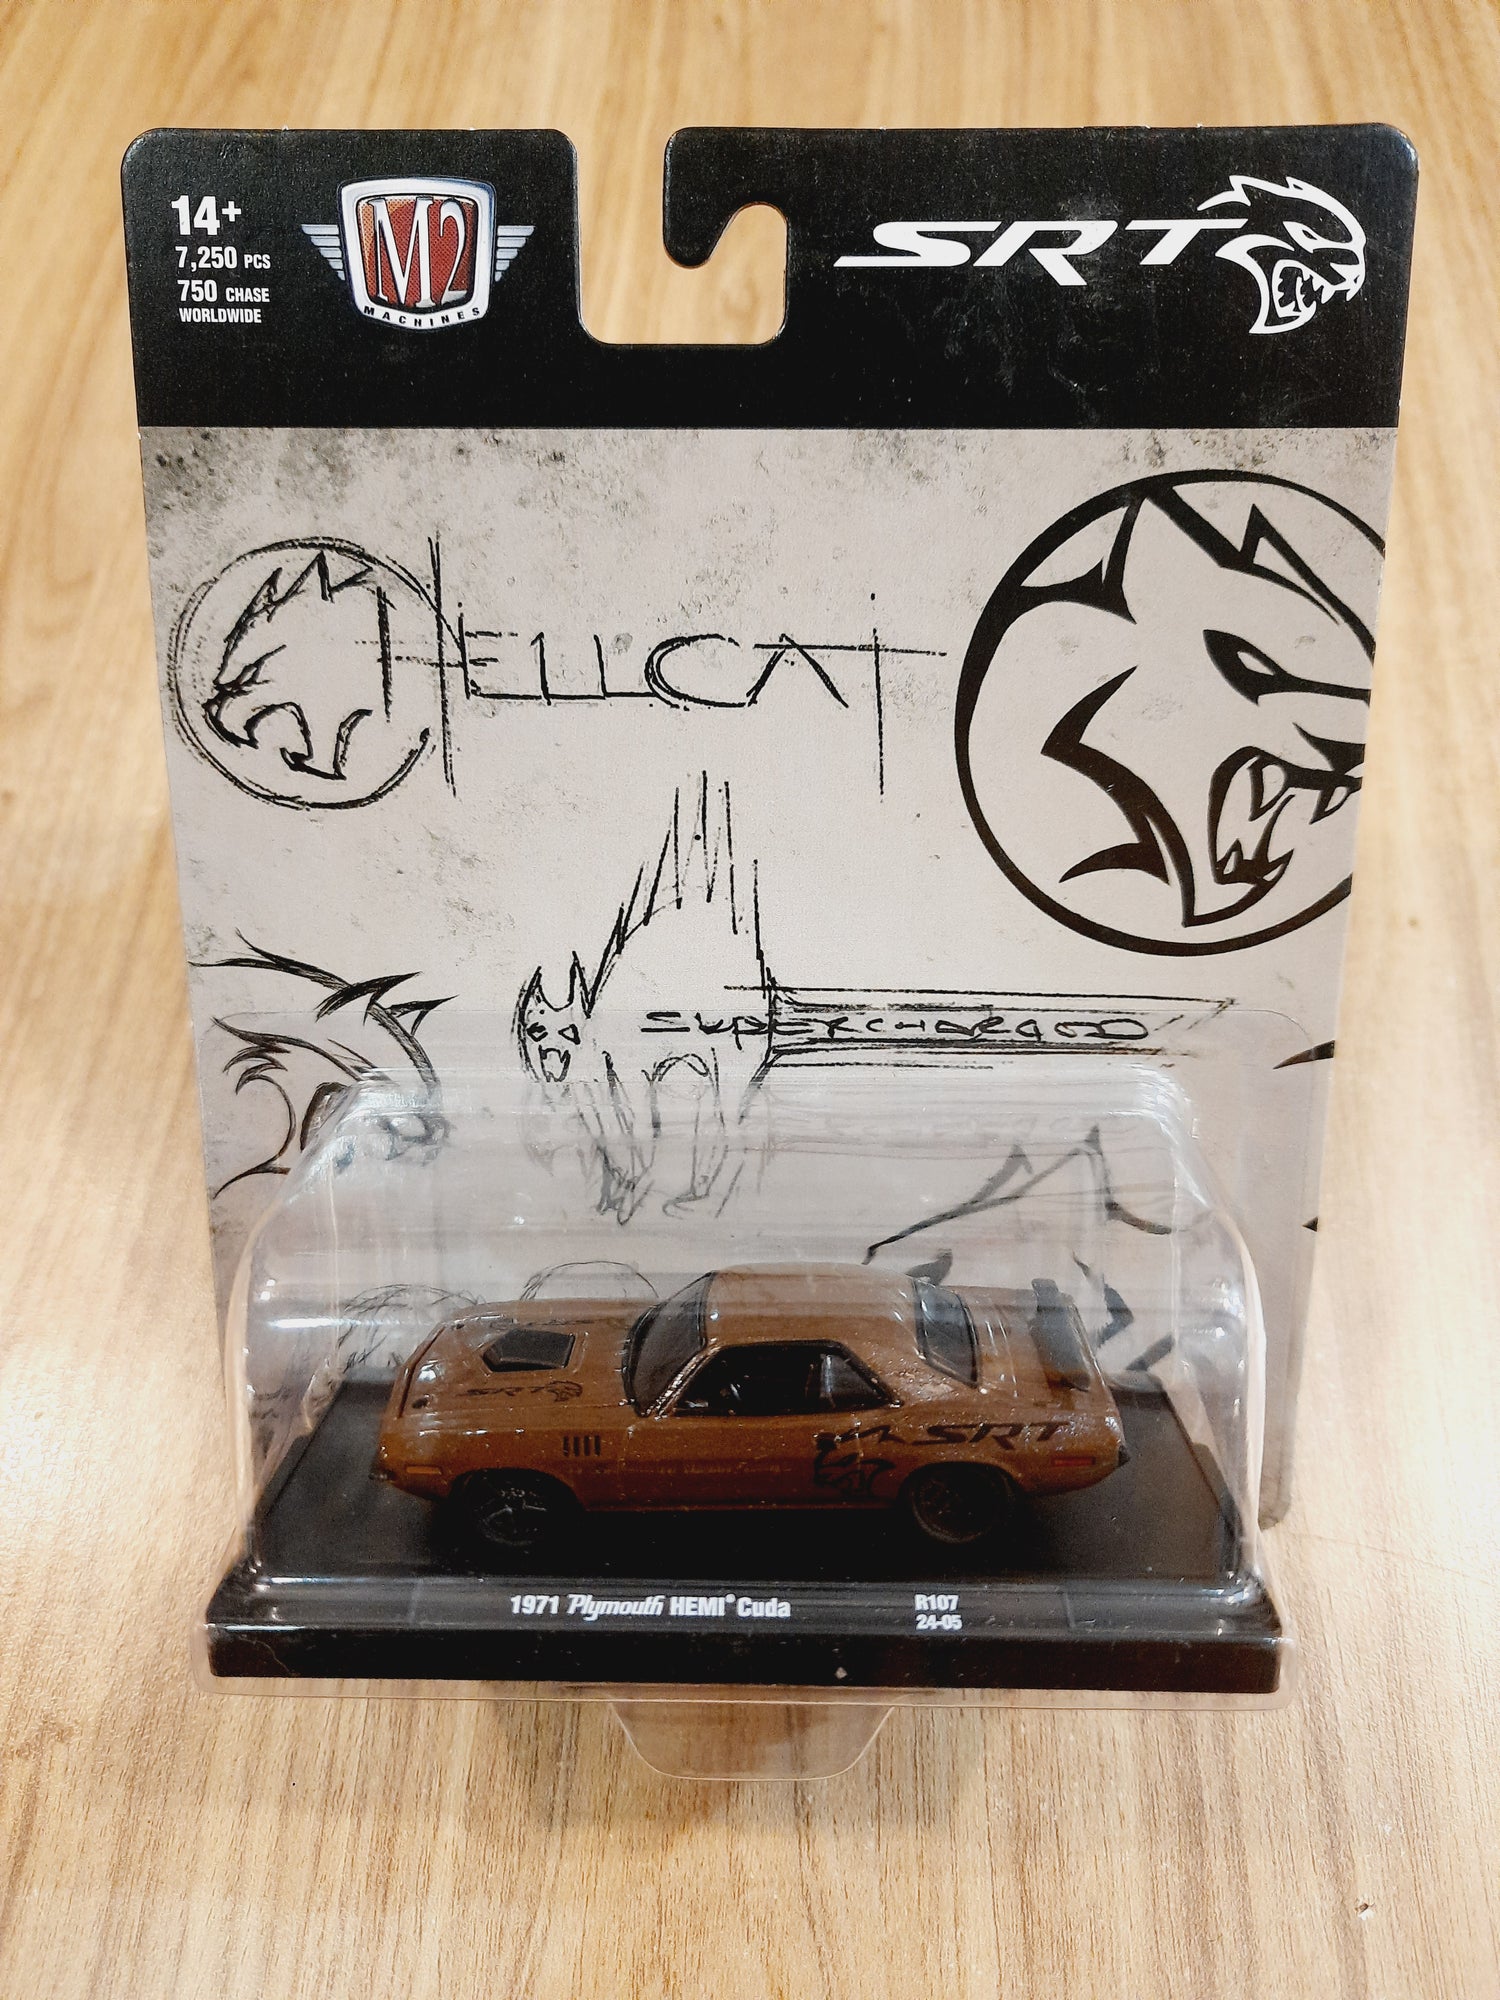 14+
7,250 PCS
750 CHASE
WORLDWIDE
M2
MACHINES
SRT
HELLCAT
SUPERCHARGED
SRT
SRT
1971 Plymouth HEMI® Cuda
R107
24-05